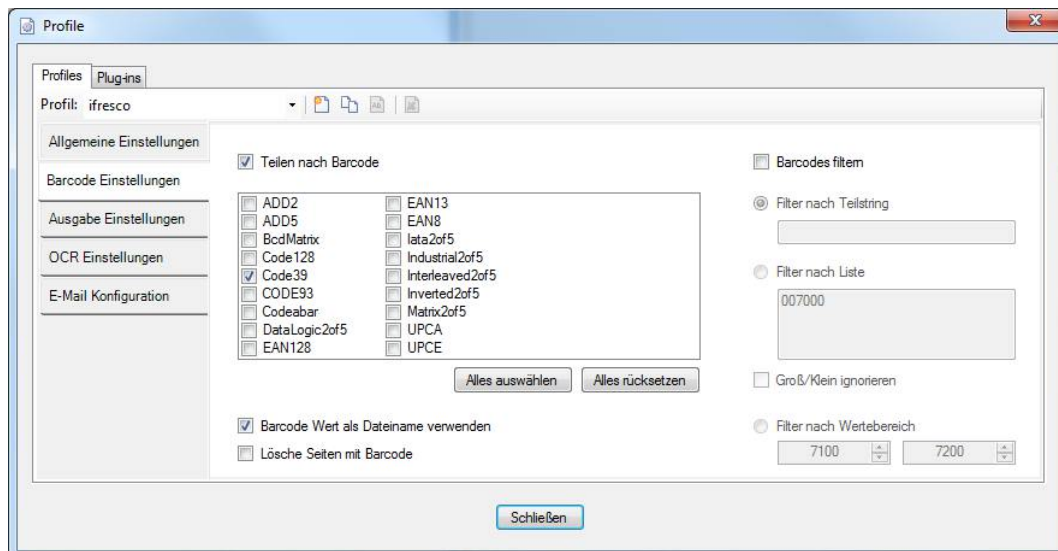 Profile
Profiles Plug-ins
Profil: ifresco
Allgemeine Einstellungen
Barcode Einstellungen
Ausgabe Einstellungen
OCR Einstellungen
E-Mail Konfiguration
Teilen nach Barcode
ADD2 EAN13
ADD5 EAN8
BcdMatrix Iata2of5
Code128 Industrial2of5
Code39 Interleaved2of5
CODE93 Inverted2of5
Codeabar Matrix2of5
DataLogic2of5 UPCA
EAN128 UPCE
Alles auswählen Alles rücksetzen
Barcode Wert als Dateiname verwenden
Lösche Seiten mit Barcode
Barcodes filtern
Filter nach Teilstring
Filter nach Liste
007000
Groß/Klein ignorieren
Filter nach Wertebereich
7100 7200
Schließen